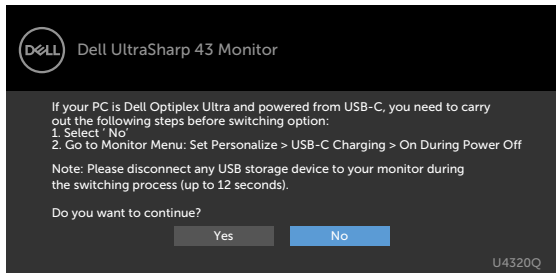 DELL
Dell UltraSharp 43 Monitor
If your PC is Dell Optiplex Ultra and powered from USB-C, you need to carry
out the following steps before switching option:
1. Select ‘ No’
2. Go to Monitor Menu: Set Personalize > USB-C Charging > On During Power Off
Note: Please disconnect any USB storage device to your monitor during
the switching process (up to 12 seconds).
Do you want to continue?
Yes No
U4320Q